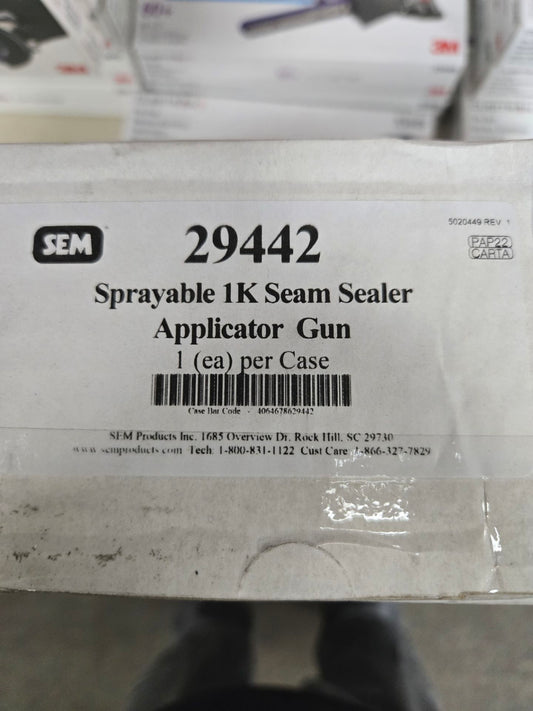 3M
SEM
29442
5020449 REV 1
PAP22
CARTA
Sprayable 1K Seam Sealer
Applicator Gun
1 (ea) per Case
Case Bar Code - 4064678629442
SEM Products Inc. 1685 Overview Dr. Rock Hill, SC 29730
www.semproducts.com Tech: 1-800-831-1122 Cust Care: 1-866-327-7829